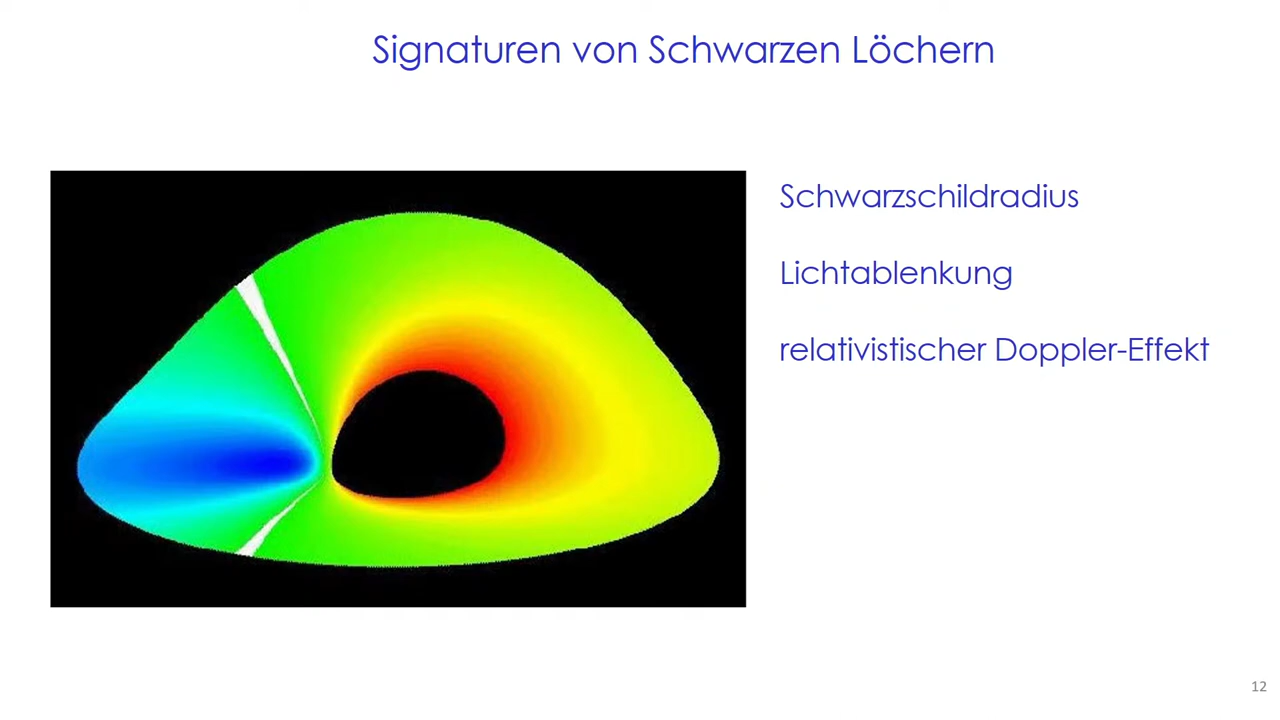 Signaturen von Schwarzen Löchern
Schwarzschildradius
Lichtablenkung
relativistischer Doppler-Effekt
12